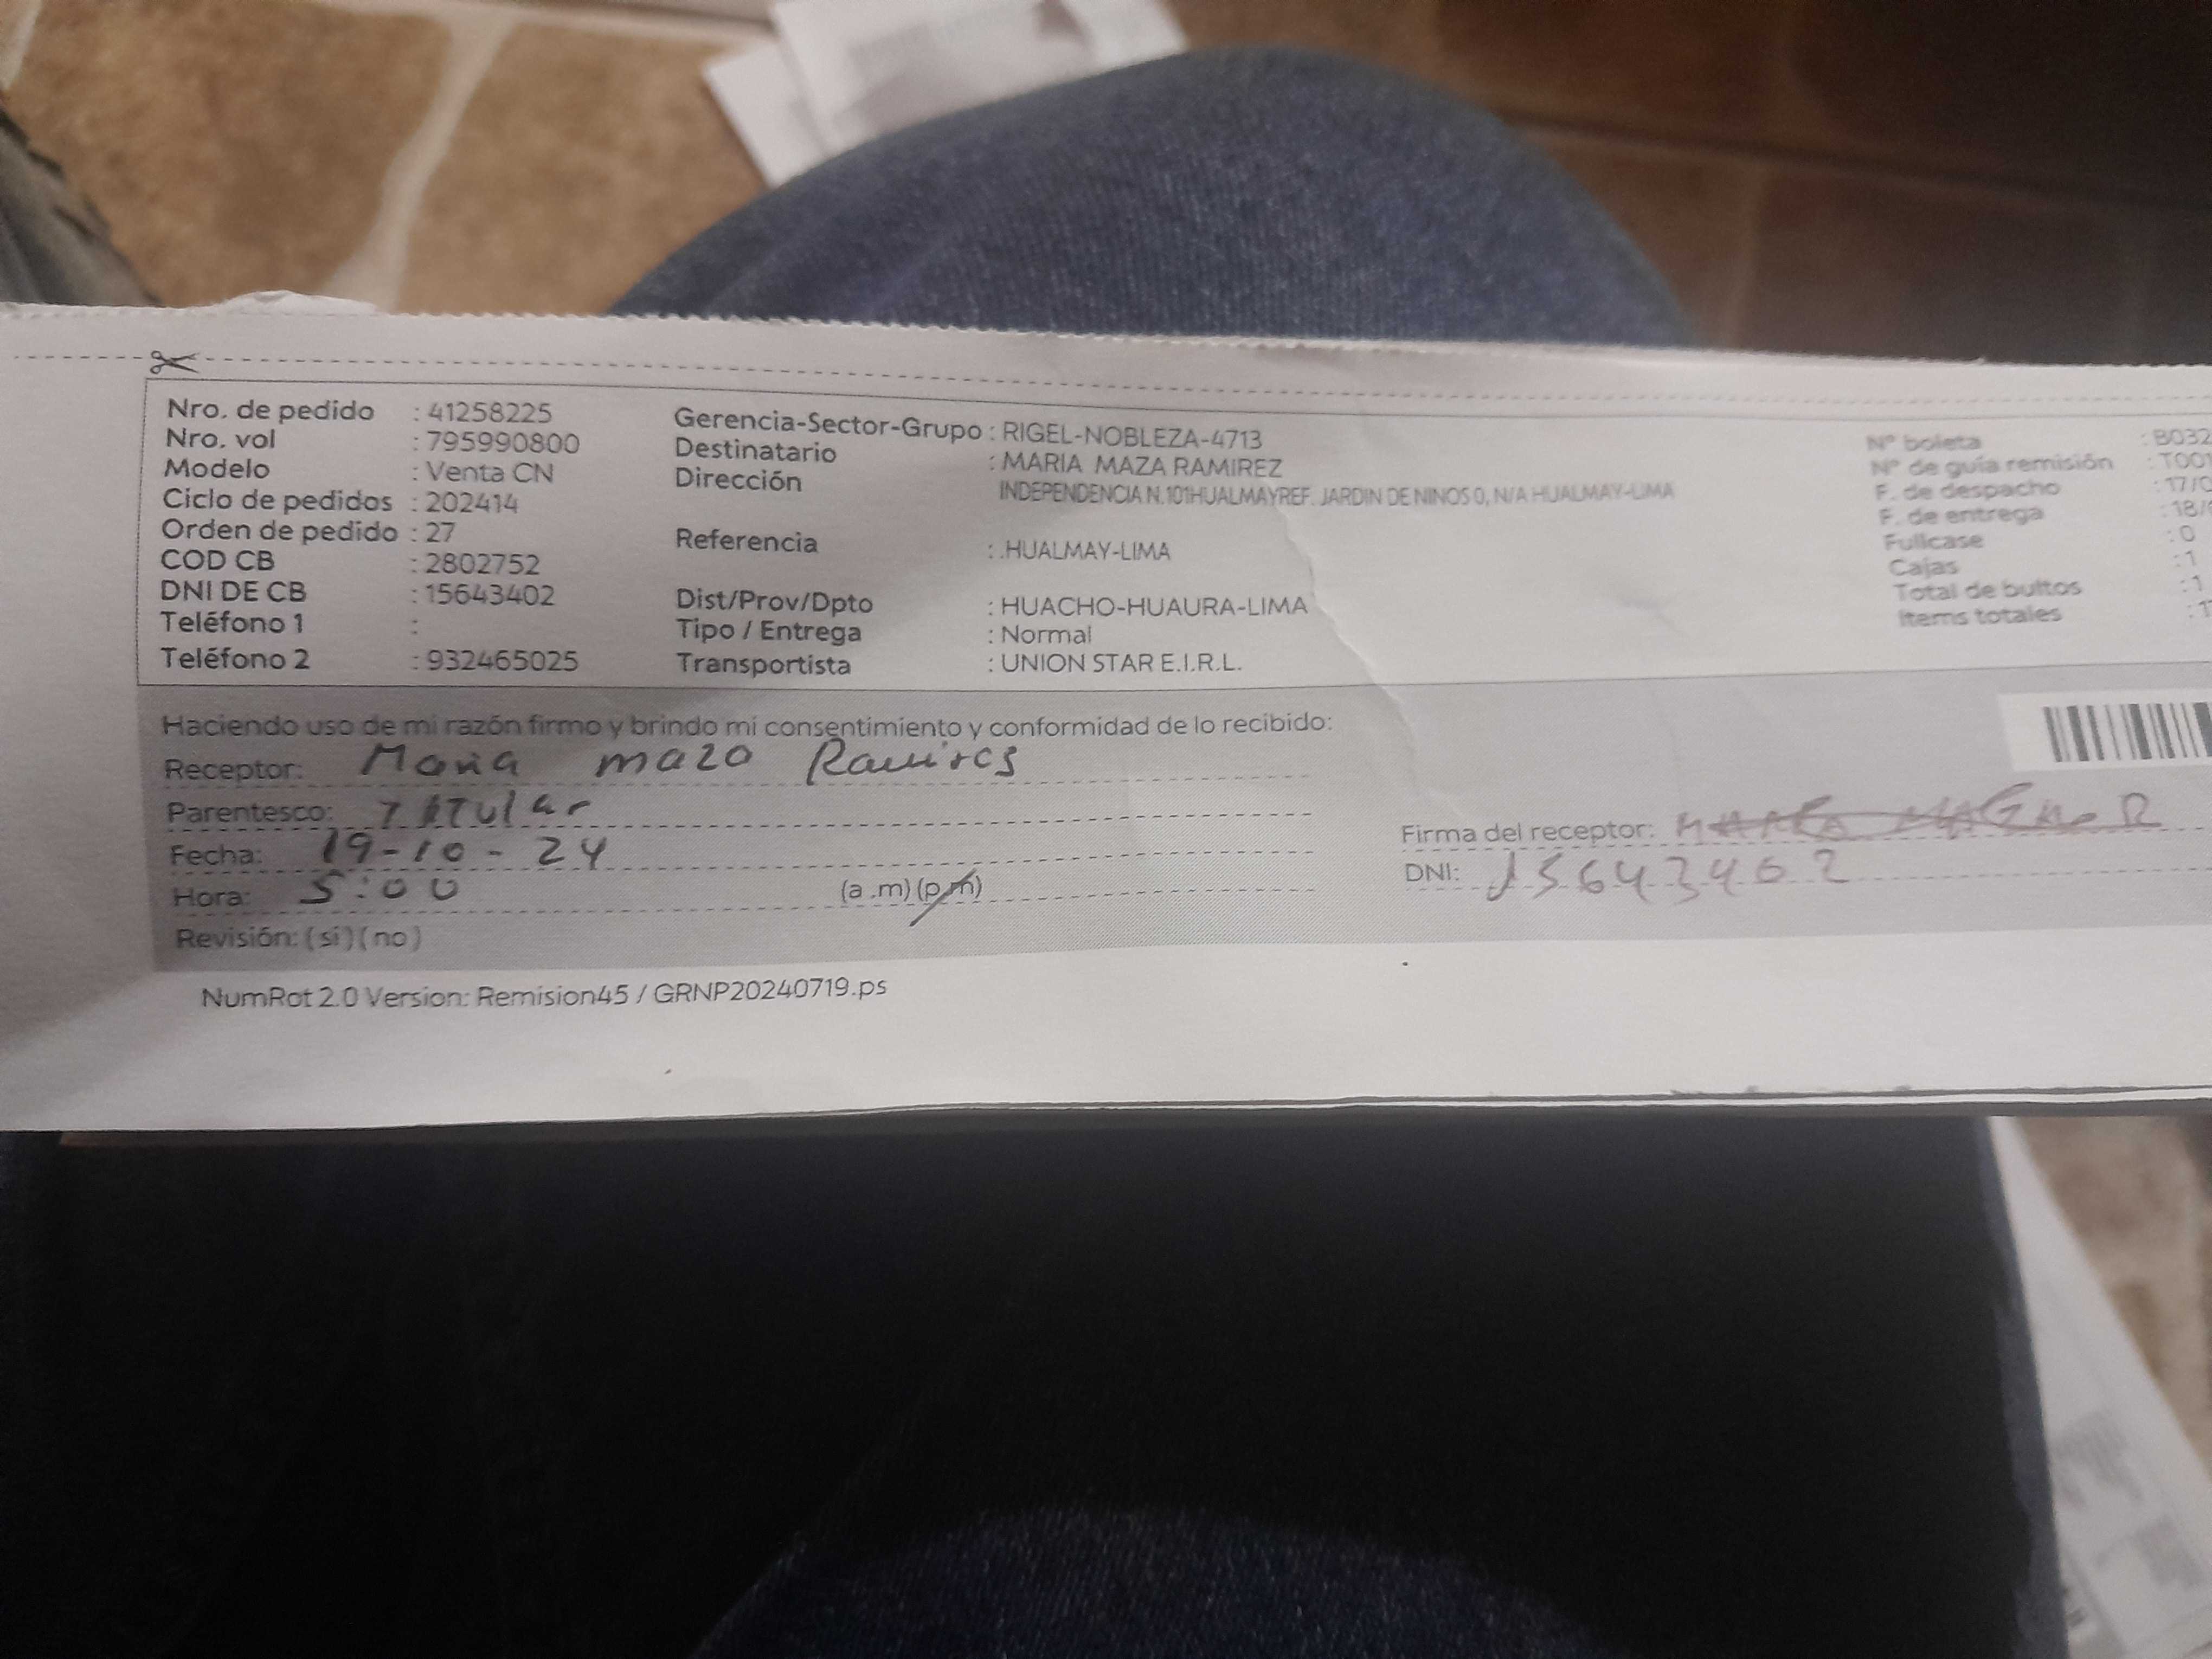 Nro. de pedido : 41258225
Nro. vol : 795990800
Modelo : Venta CN
Ciclo de pedidos : 202414
Orden de pedido : 27
COD CB : 2802752
DNI DE CB : 15643402
Teléfono 1 :
Teléfono 2 : 932465025
Gerencia-Sector-Grupo : RIGEL-NOBLEZA-4713
Destinatario : MARIA MAZA RAMIREZ
Dirección INDEPENDENCIA N.101HUALMAYREF. JARDIN DE NINOS 0, N/A HUALMAY-LIMA
Referencia : .HUALMAY-LIMA
Dist/Prov/Dpto : HUACHO-HUAURA-LIMA
Tipo / Entrega : Normal
Transportista : UNION STAR E.I.R.L.
Nº boleta : B032
Nº de guía remisión : T001
F. de despacho : 17/
F. de entrega : 18/
Fullcase : 0
Cajas : 1
Total de bultos : 1
Items totales : 1
Haciendo uso de mi razón firmo y brindo mi consentimiento y conformidad de lo recibido:
Receptor: Maria mazo Ramires
Parentesco: TITular
Fecha: 19-10-24
Hora: 5:00 (a .m) (p.m)
Revisión: (si) (no)
Firma del receptor:
DNI: 15643402
NumRot 2.0 Version: Remision45 / GRNP20240719.ps